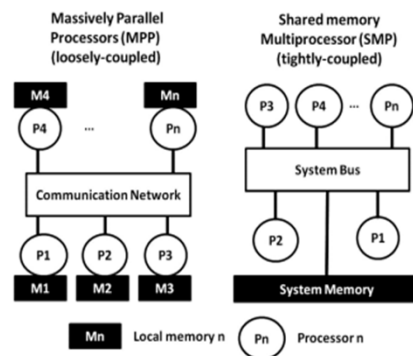 Massively Parallel
Processors (MPP)
(loosely-coupled)
M4
Mn
P4
...
Pn
Communication Network
P1
P2
P3
M1
M2
M3
Shared memory
Multiprocessor (SMP)
(tightly-coupled)
P3
P4
...
Pn
System Bus
P2
P1
System Memory
Mn
Local memory n
Pn
Processor n